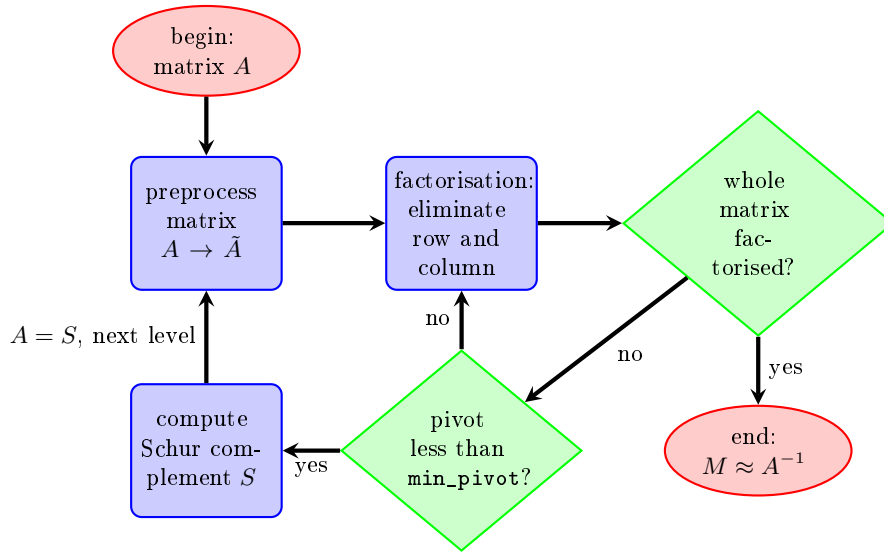 begin:
matrix A
preprocess
matrix
A → Ã
factorisation:
eliminate
row and
column
whole
matrix
fac-
torised?
no
A = S, next level
no
yes
compute
Schur com-
plement S
yes
pivot
less than
min_pivot?
end:
M ≈ A⁻¹